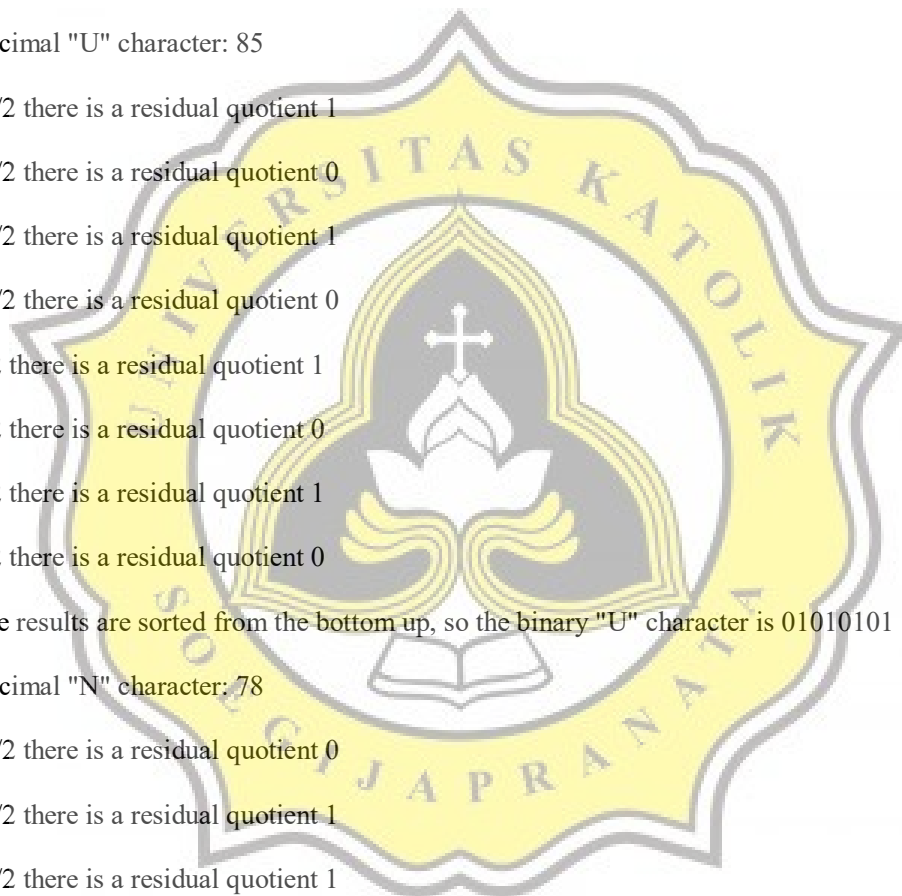 cimal "U" character: 85
/2 there is a residual quotient 1
/2 there is a residual quotient 0
/2 there is a residual quotient 1
/2 there is a residual quotient 0
there is a residual quotient 1
there is a residual quotient 0
there is a residual quotient 1
there is a residual quotient 0
e results are sorted from the bottom up, so the binary "U" character is 01010101
cimal "N" character: 78
/2 there is a residual quotient 0
/2 there is a residual quotient 1
/2 there is a residual quotient 1
UNIVERSITAS KATOLIK
SOEGIJAPRANATA